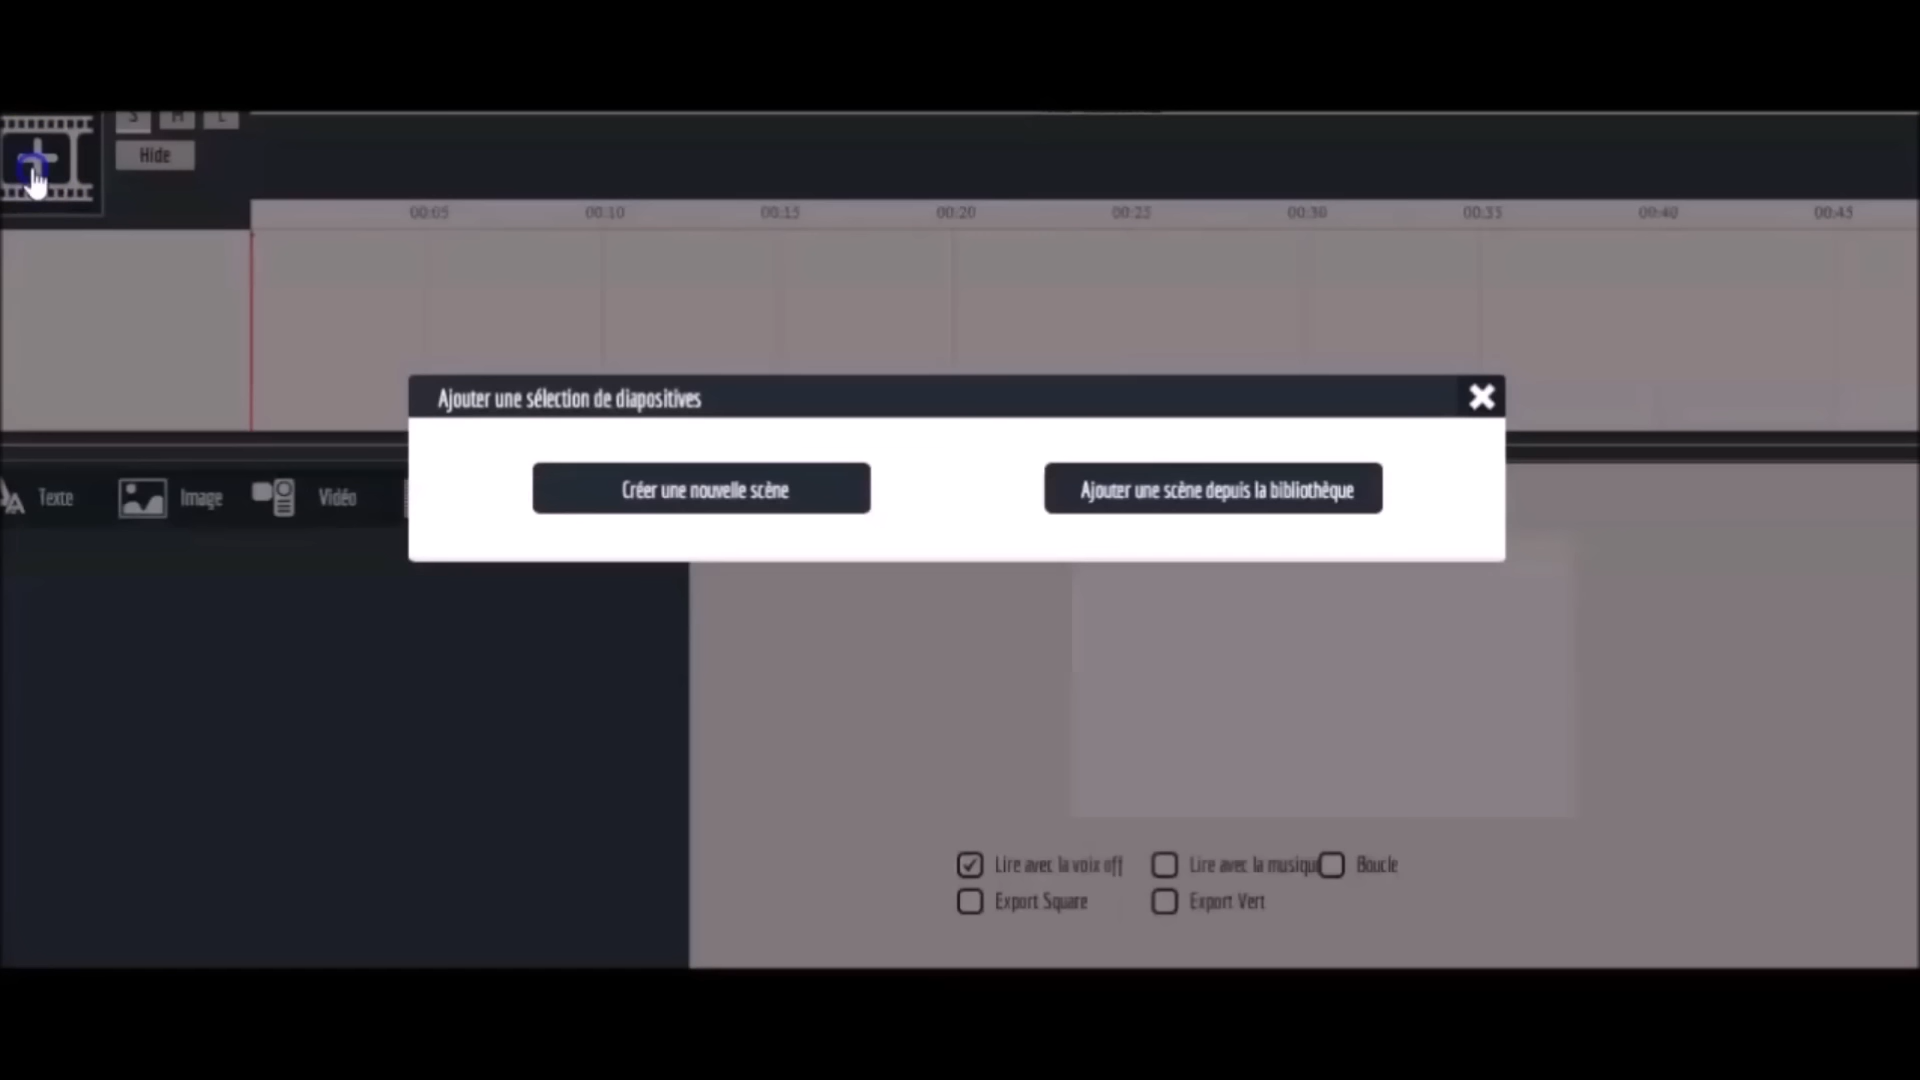 S M L
Hide
00:05 00:10 00:15 00:20 00:25 00:30 00:35 00:40 00:45
Ajouter une sélection de diapositives
Créer une nouvelle scène
Ajouter une scène depuis la bibliothèque
Texte
Image
Vidéo
Lire avec la voix off
Lire avec la musiqu
Boucle
Export Square
Export Vert